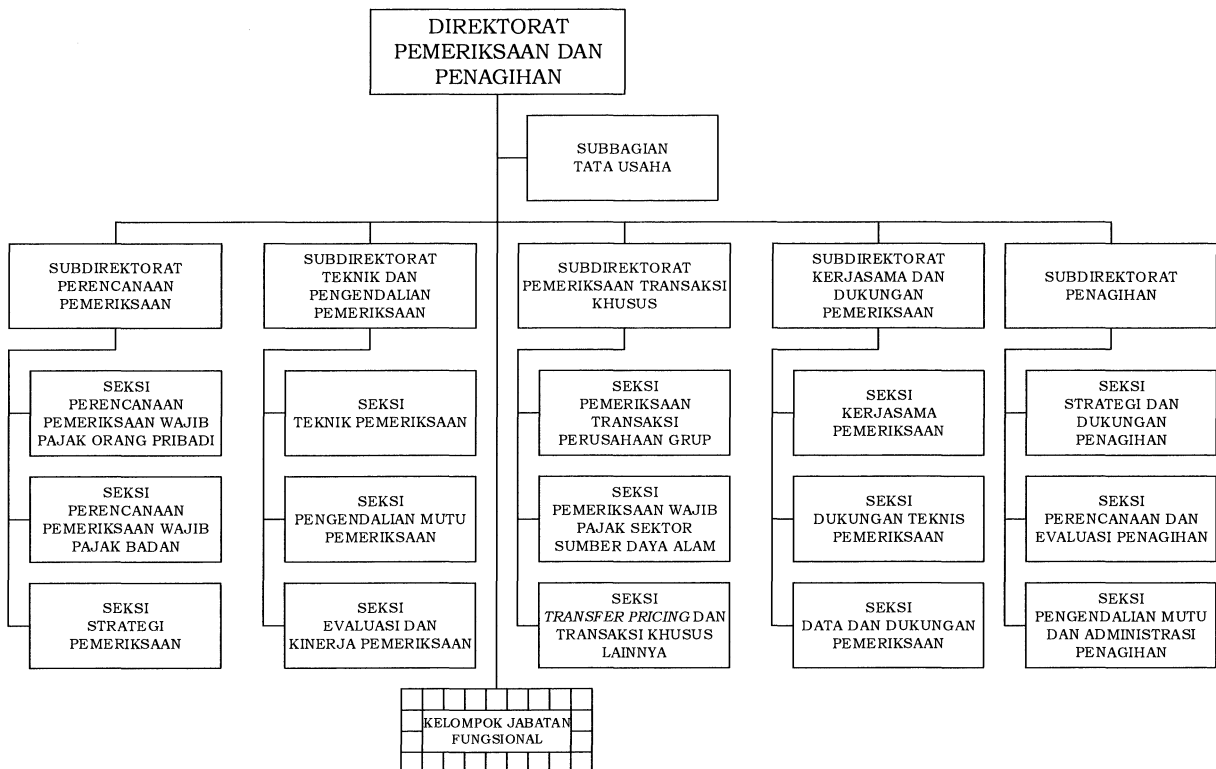 DIREKTORAT
PEMERIKSAAN DAN
PENAGIHAN
SUBBAGIAN
TATA USAHA
SUBDIREKTORAT
PERENCANAAN
PEMERIKSAAN
SUBDIREKTORAT
TEKNIK DAN
PENGENDALIAN
PEMERIKSAAN
SUBDIREKTORAT
PEMERIKSAAN TRANSAKSI
KHUSUS
SUBDIREKTORAT
KERJASAMA DAN
DUKUNGAN
PEMERIKSAAN
SUBDIREKTORAT
PENAGIHAN
SEKSI
PERENCANAAN
PEMERIKSAAN WAJIB
PAJAK ORANG PRIBADI
SEKSI
TEKNIK PEMERIKSAAN
SEKSI
PEMERIKSAAN
TRANSAKSI
PERUSAHAAN GRUP
SEKSI
KERJASAMA
PEMERIKSAAN
SEKSI
STRATEGI DAN
DUKUNGAN
PENAGIHAN
SEKSI
PERENCANAAN
PEMERIKSAAN WAJIB
PAJAK BADAN
SEKSI
PENGENDALIAN MUTU
PEMERIKSAAN
SEKSI
PEMERIKSAAN WAJIB
PAJAK SEKTOR
SUMBER DAYA ALAM
SEKSI
DUKUNGAN TEKNIS
PEMERIKSAAN
SEKSI
PERENCANAAN DAN
EVALUASI PENAGIHAN
SEKSI
STRATEGI
PEMERIKSAAN
SEKSI
EVALUASI DAN
KINERJA PEMERIKSAAN
SEKSI
TRANSFER PRICING DAN
TRANSAKSI KHUSUS
LAINNYA
SEKSI
DATA DAN DUKUNGAN
PEMERIKSAAN
SEKSI
PENGENDALIAN MUTU
DAN ADMINISTRASI
PENAGIHAN
KELOMPOK JABATAN
FUNGSIONAL